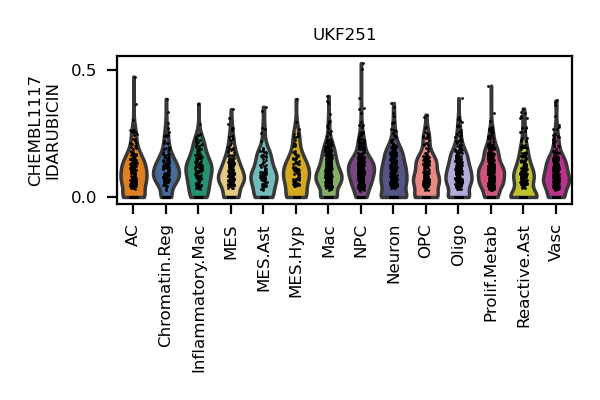 UKF251
CHEMBL1117
IDARUBICIN
0.5
0.0
AC
Chromatin.Reg
Inflammatory.Mac
MES
MES.Ast
MES.Hyp
Mac
NPC
Neuron
OPC
Oligo
Prolif.Metab
Reactive.Ast
Vasc